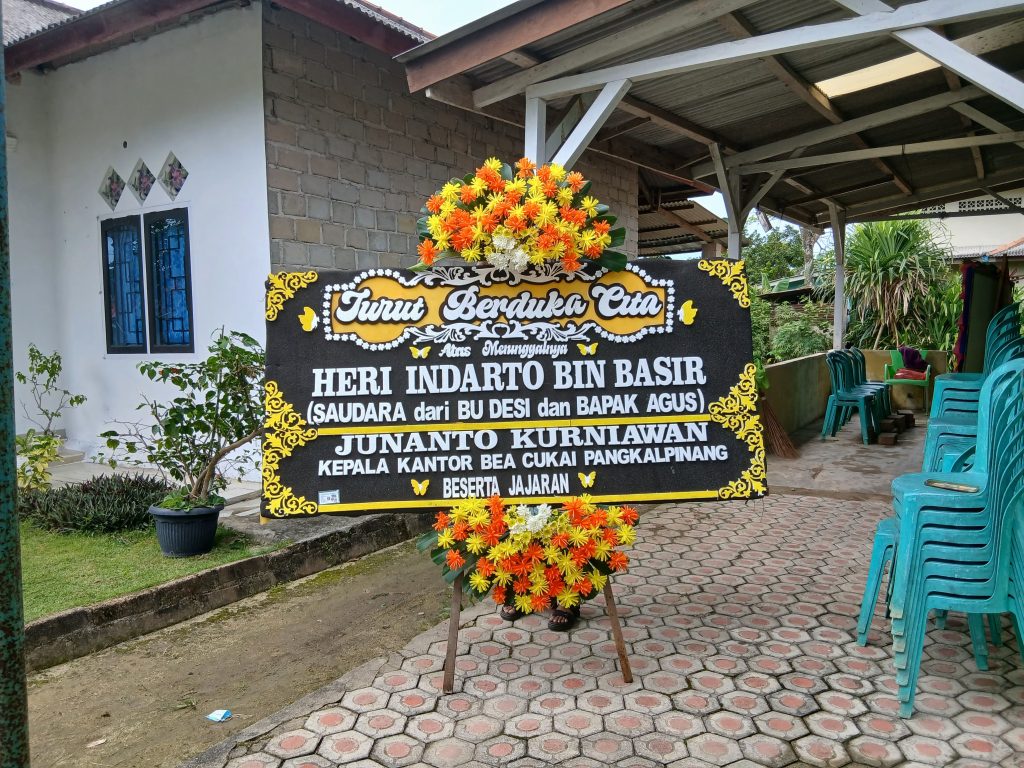 Turut Berduka Cita
Atas Meninggalnya
HERI INDARTO BIN BASIR
(SAUDARA dari BU DESI dan BAPAK AGUS)
JUNANTO KURNIAWAN
KEPALA KANTOR BEA CUKAI PANGKALPINANG
BESERTA JAJARAN